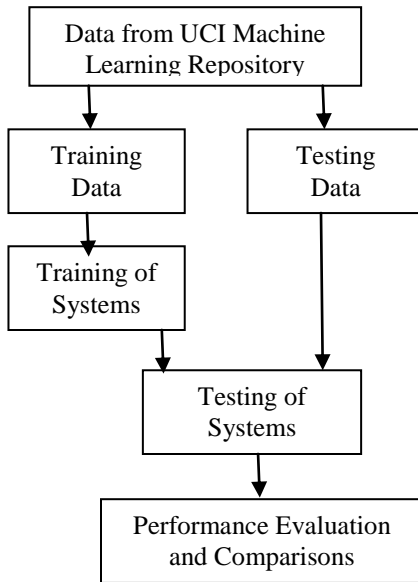 Data from UCI Machine
Learning Repository
Training
Data
Testing
Data
Training of
Systems
Testing of
Systems
Performance Evaluation
and Comparisons